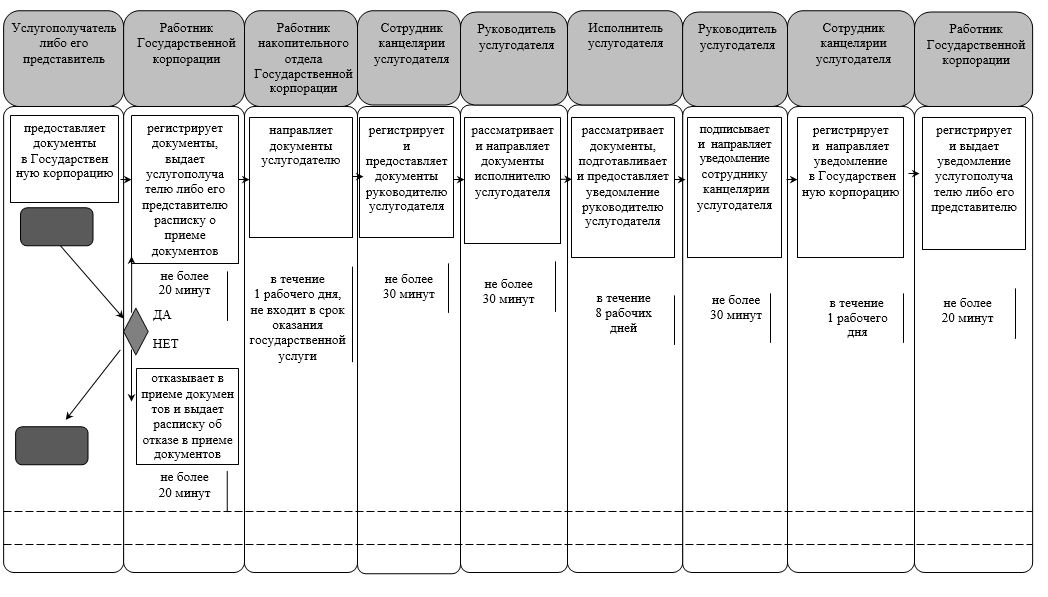 Услугополучатель
либо его
представитель
Работник
Государственной
корпорации
Работник
накопительного
отдела
Государственной
корпорации
Сотрудник
канцелярии
услугодателя
Руководитель
услугодателя
Исполнитель
услугодателя
Руководитель
услугодателя
Сотрудник
канцелярии
услугодателя
Работник
Государственной
корпорации
предоставляет
документы
в Государствен
ную корпорацию
регистрирует
документы,
выдает
услугополуча
телю либо его
представителю
расписку о
приеме
документов
не более
20 минут
ДА
НЕТ
отказывает в
приеме докумен
тов и выдает
расписку об
отказе в приеме
документов
не более
20 минут
направляет
документы
услугодателю
в течение
1 рабочего дня,
не входит в срок
оказания
государственной
услуги
регистрирует
и
предоставляет
документы
руководителю
услугодателя
не более
30 минут
рассматривает
и направляет
документы
исполнителю
услугодателя
не более
30 минут
рассматривает
документы,
подготавливает
и предоставляет
уведомление
руководителю
услугодателя
в течение
8 рабочих
дней
подписывает
и направляет
уведомление
сотруднику
канцелярии
услугодателя
не более
30 минут
регистрирует
и направляет
уведомление
в Государствен
ную корпорацию
в течение
1 рабочего
дня
регистрирует
и выдает
уведомление
услугополуча
телю либо его
представителю
не более
20 минут